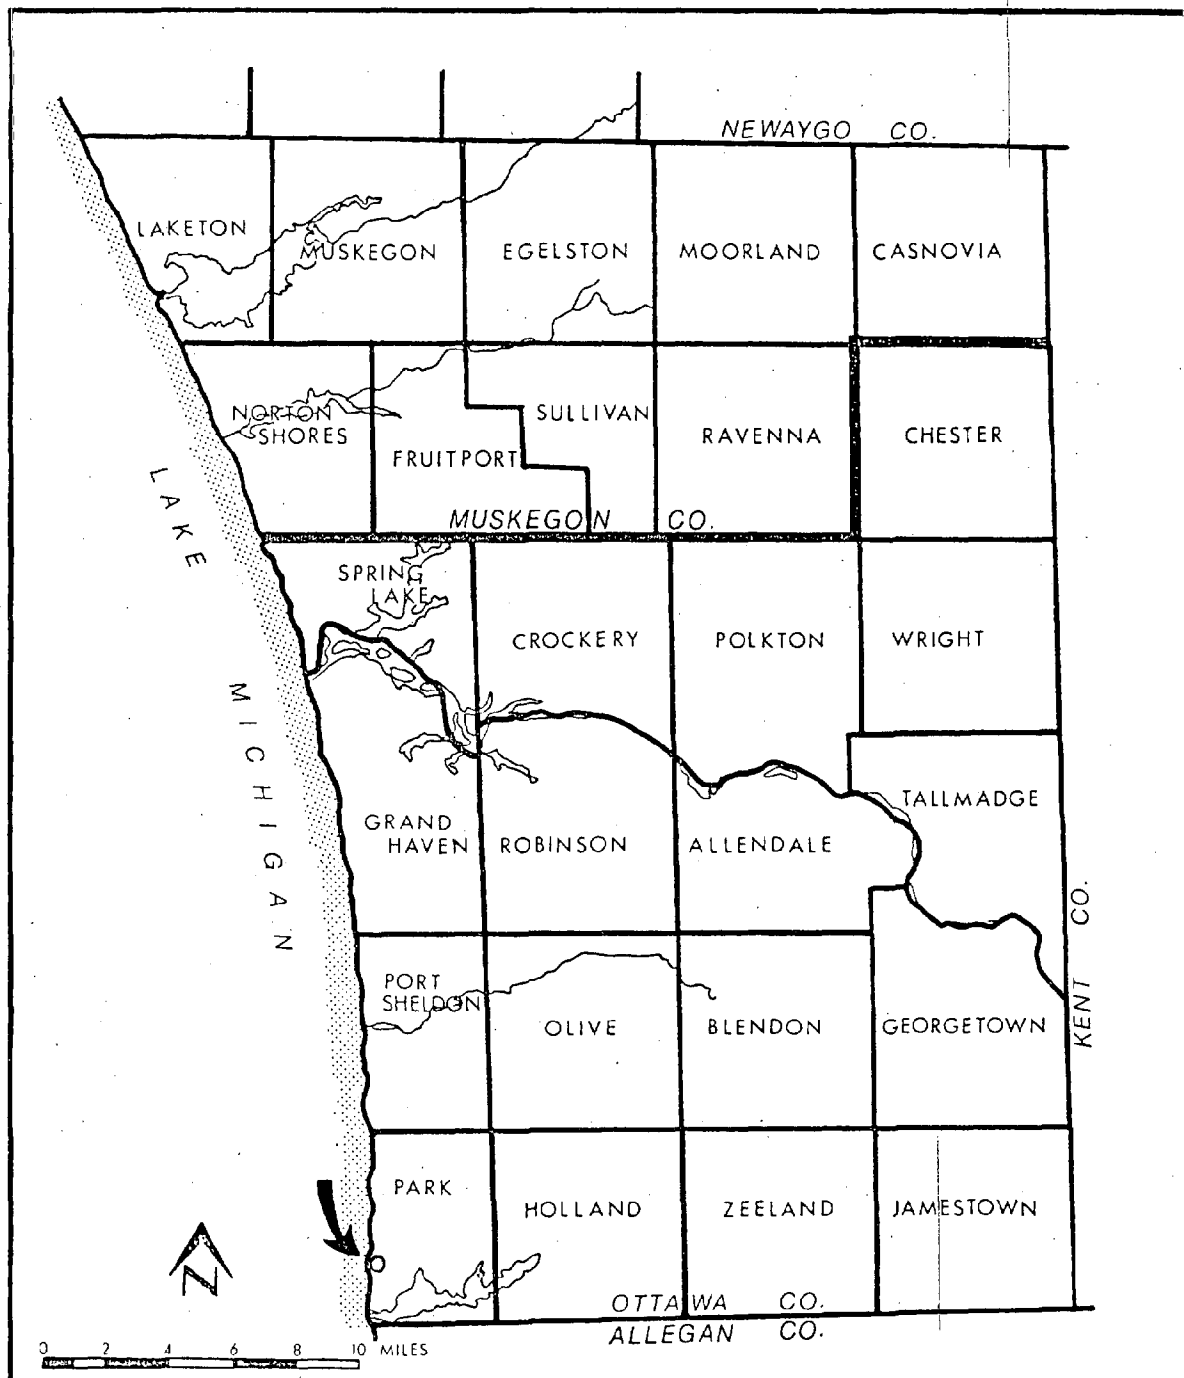 NEWAYGO CO.
LAKETON
MUSKEGON
EGELSTON
MOORLAND
CASNOVIA
NORTON
SHORES
FRUITPORT
SULLIVAN
RAVENNA
CHESTER
MUSKEGON CO.
LAKE
MICHIGAN
SPRING
LAKE
CROCKERY
POLKTON
WRIGHT
TALLMADGE
GRAND
HAVEN
ROBINSON
ALLENDALE
KENT CO.
PORT
SHELDON
OLIVE
BLENDON
GEORGETOWN
PARK
HOLLAND
ZEELAND
JAMESTOWN
N
OTTAWA CO.
ALLEGAN CO.
0 2 4 6 8 10 MILES